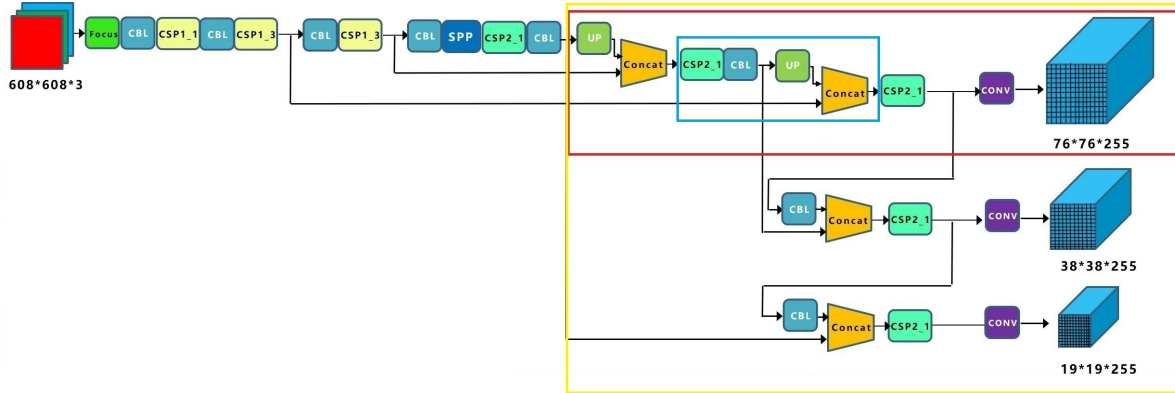 608*608*3
Focus
CBL
CSP1_1
CBL
CSP1_3
CBL
CSP1_3
CBL
SPP
CSP2_1
CBL
UP
Concat
CSP2_1
CBL
UP
Concat
CSP2_1
CONV
76*76*255
CBL
Concat
CSP2_1
CONV
38*38*255
CBL
Concat
CSP2_1
CONV
19*19*255